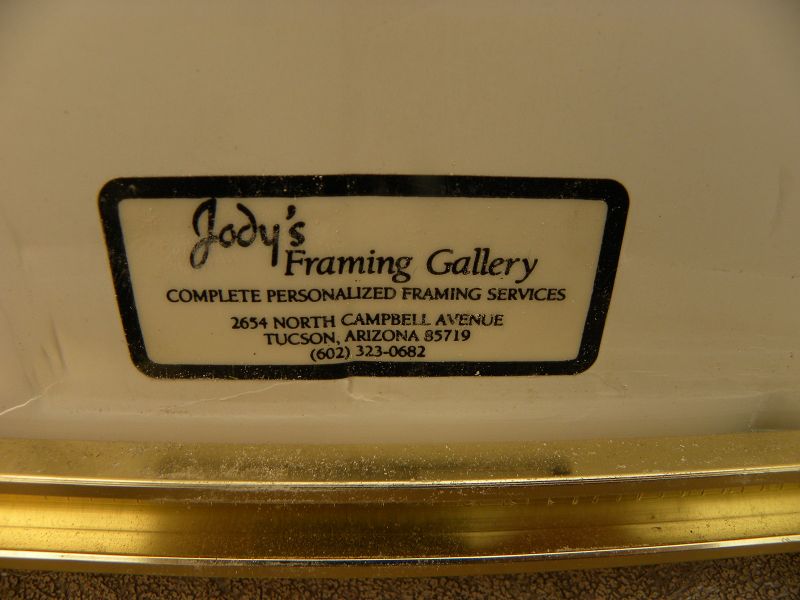 Jody's
Framing Gallery
COMPLETE PERSONALIZED FRAMING SERVICES
2654 NORTH CAMPBELL AVENUE
TUCSON, ARIZONA 85719
(602) 323-0682